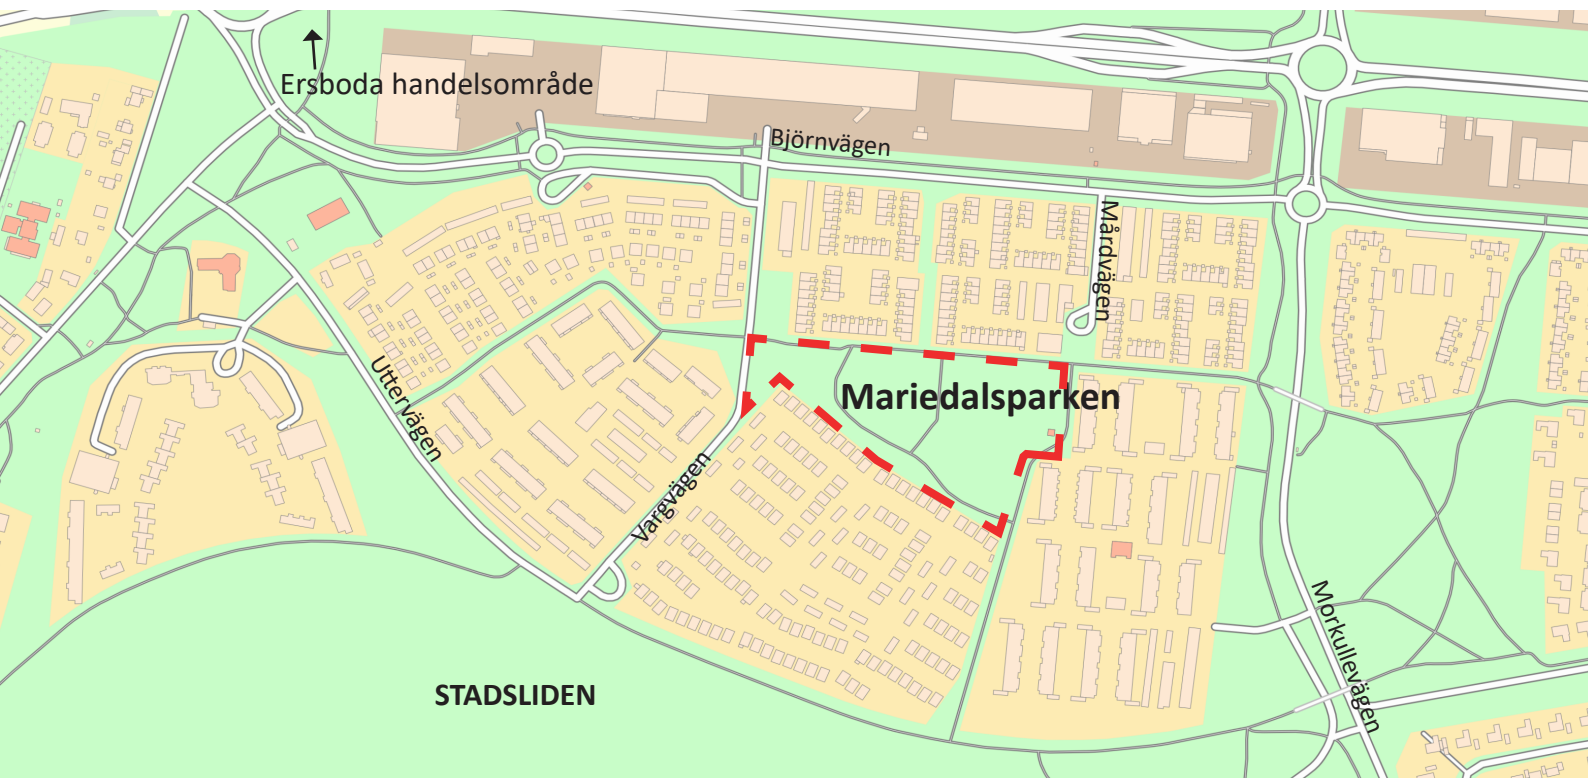 Ersboda handelsområde
Björnvägen
Mårdvägen
Uttervägen
Mariedalsparken
Vargvägen
Morkullevägen
STADSLIDEN